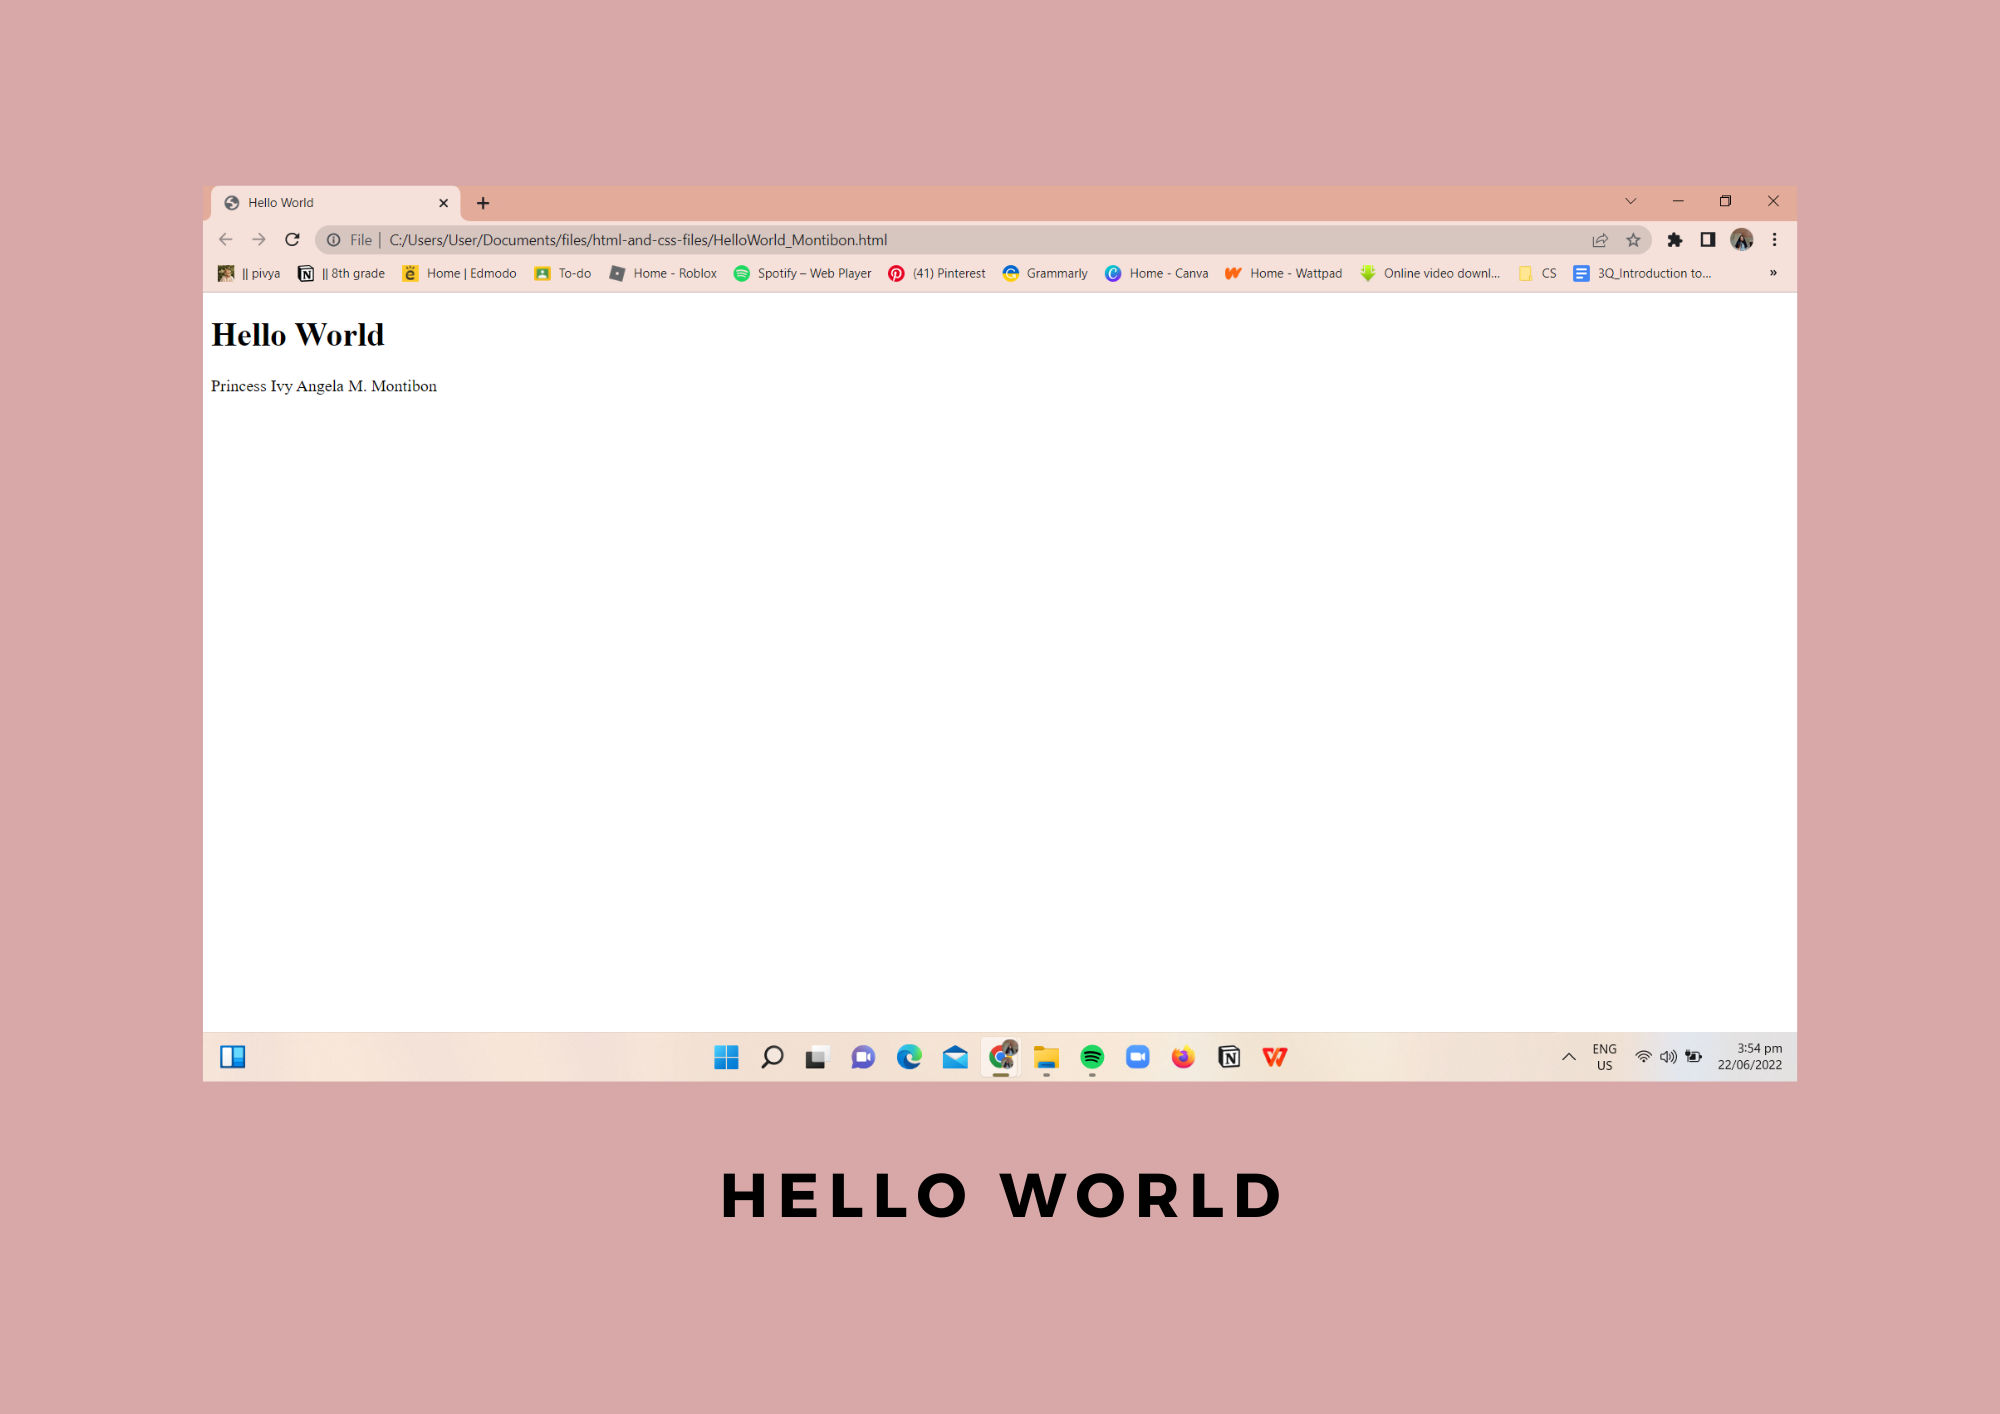 Hello World
File | C:/Users/User/Documents/files/html-and-css-files/HelloWorld_Montibon.html
|| pivya || 8th grade Home | Edmodo To-do Home - Roblox Spotify – Web Player (41) Pinterest Grammarly Home - Canva Home - Wattpad Online video downl... CS 3Q_Introduction to... »
Hello World
Princess Ivy Angela M. Montibon
ENG
US
3:54 pm
22/06/2022
HELLO WORLD